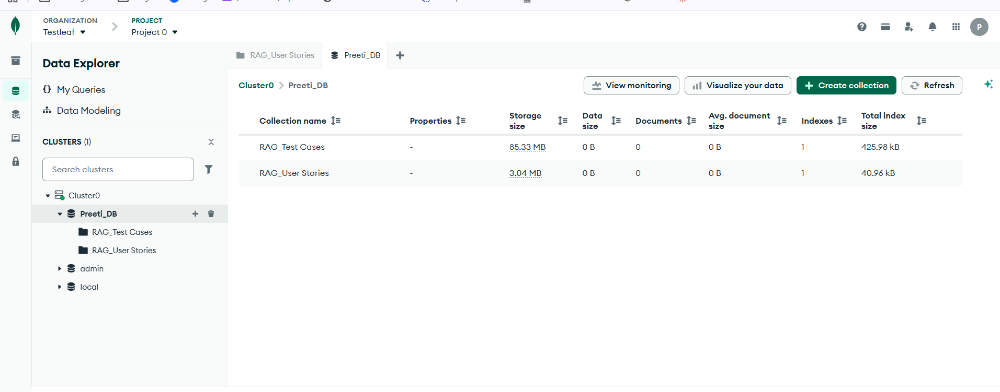 ORGANIZATION
Testleaf
PROJECT
Project 0
P
Data Explorer
My Queries
Data Modeling
CLUSTERS (1)
Search clusters
Cluster0
Preeti_DB
RAG_Test Cases
RAG_User Stories
admin
local
RAG_User Stories
Preeti_DB
Cluster0 > Preeti_DB
View monitoring
Visualize your data
Create collection
Refresh
Collection name Properties Storage size Data size Documents Avg. document size Indexes Total index size
RAG_Test Cases - 85.33 MB 0 B 0 0 B 1 425.98 kB
RAG_User Stories - 3.04 MB 0 B 0 0 B 1 40.96 kB